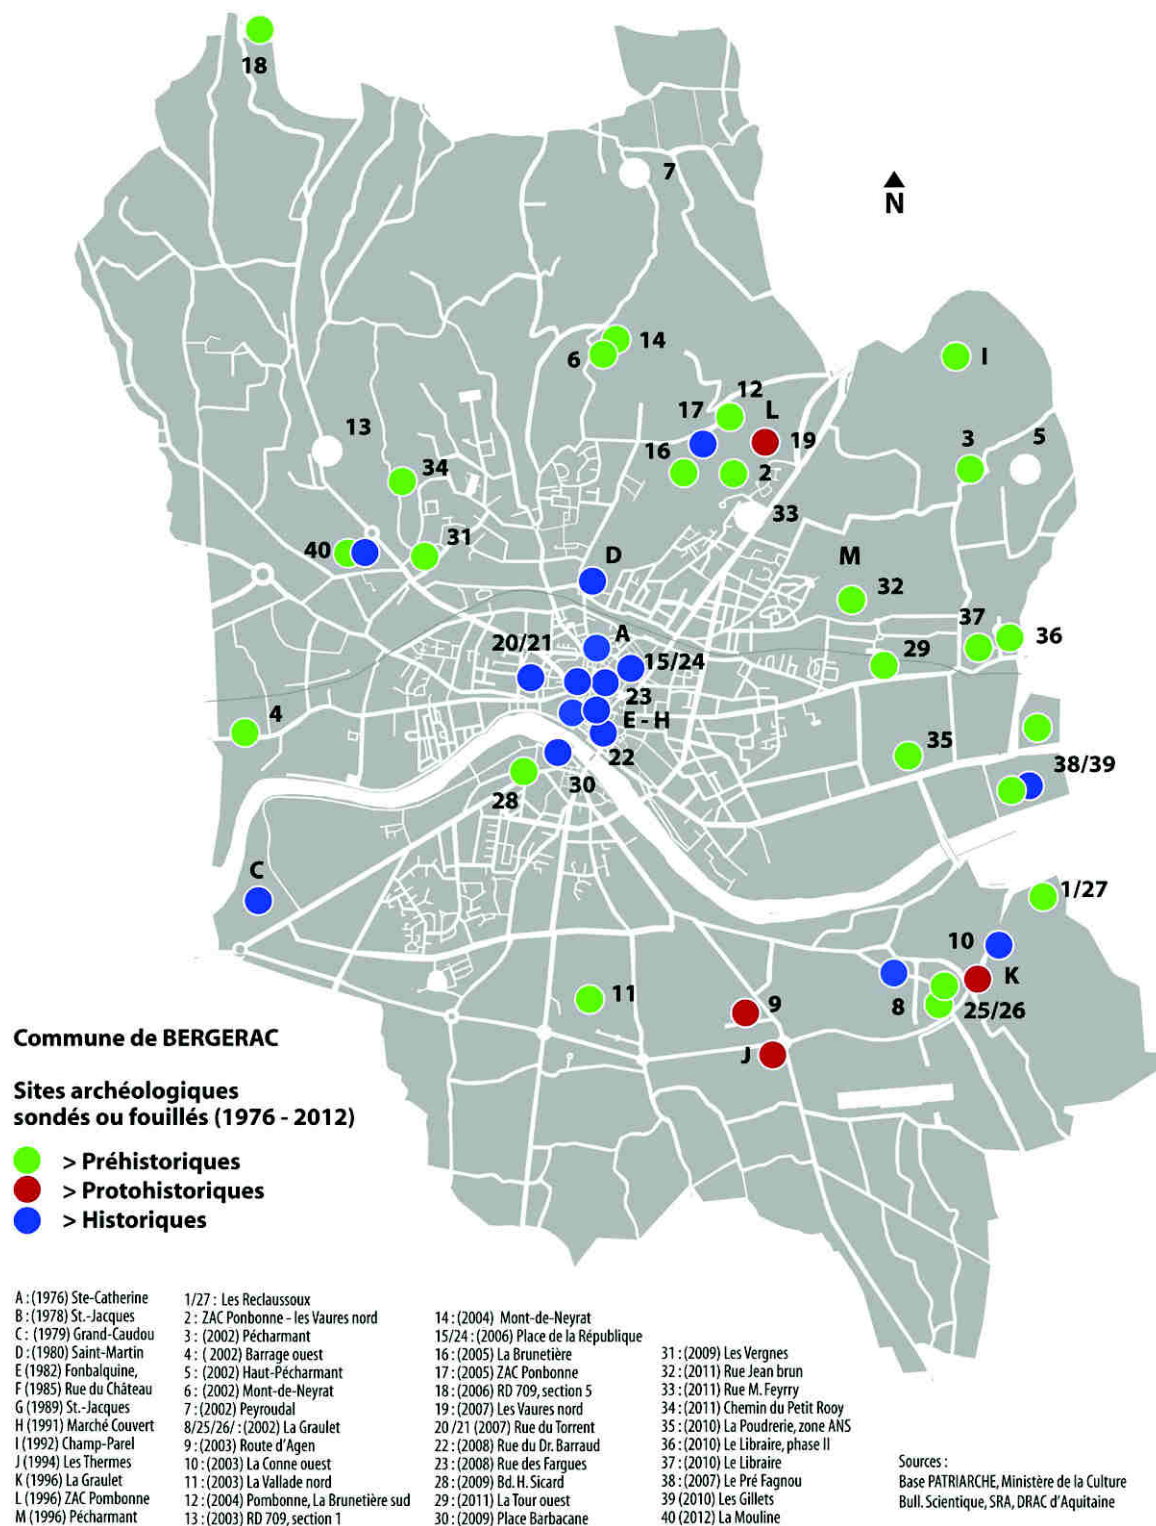 18
7
N
14
6
I
12
L
17
13
19
3
5
16
2
34
33
40
31
D
M
32
37
36
A
20/21
15/24
29
23
4
E - H
35
22
38/39
30
28
C
1/27
10
K
11
9
8
25/26
J
Commune de BERGERAC
Sites archéologiques
sondés ou fouillés (1976 - 2012)
> Préhistoriques
> Protohistoriques
> Historiques
A : (1976) Ste-Catherine
B : (1978) St.-Jacques
C : (1979) Grand-Caudou
D : (1980) Saint-Martin
E (1982) Fonbalquine,
F (1985) Rue du Château
G (1989) St.-Jacques
H (1991) Marché Couvert
I (1992) Champ-Parel
J (1994) Les Thermes
K (1996) La Graulet
L (1996) ZAC Pombonne
M (1996) Pécharmant
1/27 : Les Reclaussoux
2 : ZAC Ponbonne - les Vaures nord
3 : (2002) Pécharmant
4 : ( 2002) Barrage ouest
5 : (2002) Haut-Pécharmant
6 : (2002) Mont-de-Neyrat
7 : (2002) Peyroudal
8/25/26/ : (2002) La Graulet
9 : (2003) Route d'Agen
10 : (2003) La Conne ouest
11 : (2003) La Vallade nord
12 : (2004) Pombonne, La Brunetière sud
13 : (2003) RD 709, section 1
14 : (2004) Mont-de-Neyrat
15/24 : (2006) Place de la République
16 : (2005) La Brunetière
17 : (2005) ZAC Ponbonne
18 : (2006) RD 709, section 5
19 : (2007) Les Vaures nord
20 /21 (2007) Rue du Torrent
22 : (2008) Rue du Dr. Barraud
23 : (2008) Rue des Fargues
28 : (2009) Bd. H. Sicard
29 : (2011) La Tour ouest
30 : (2009) Place Barbacane
31 : (2009) Les Vergnes
32 : (2011) Rue Jean brun
33 : (2011) Rue M. Feyrry
34 : (2011) Chemin du Petit Rooy
35 : (2010) La Poudrerie, zone ANS
36 : (2010) Le Libraire, phase II
37 : (2010) Le Libraire
38 : (2007) Le Pré Fagnou
39 (2010) Les Gillets
40 (2012) La Mouline
Sources :
Base PATRIARCHE, Ministère de la Culture
Bull. Scientique, SRA, DRAC d'Aquitaine